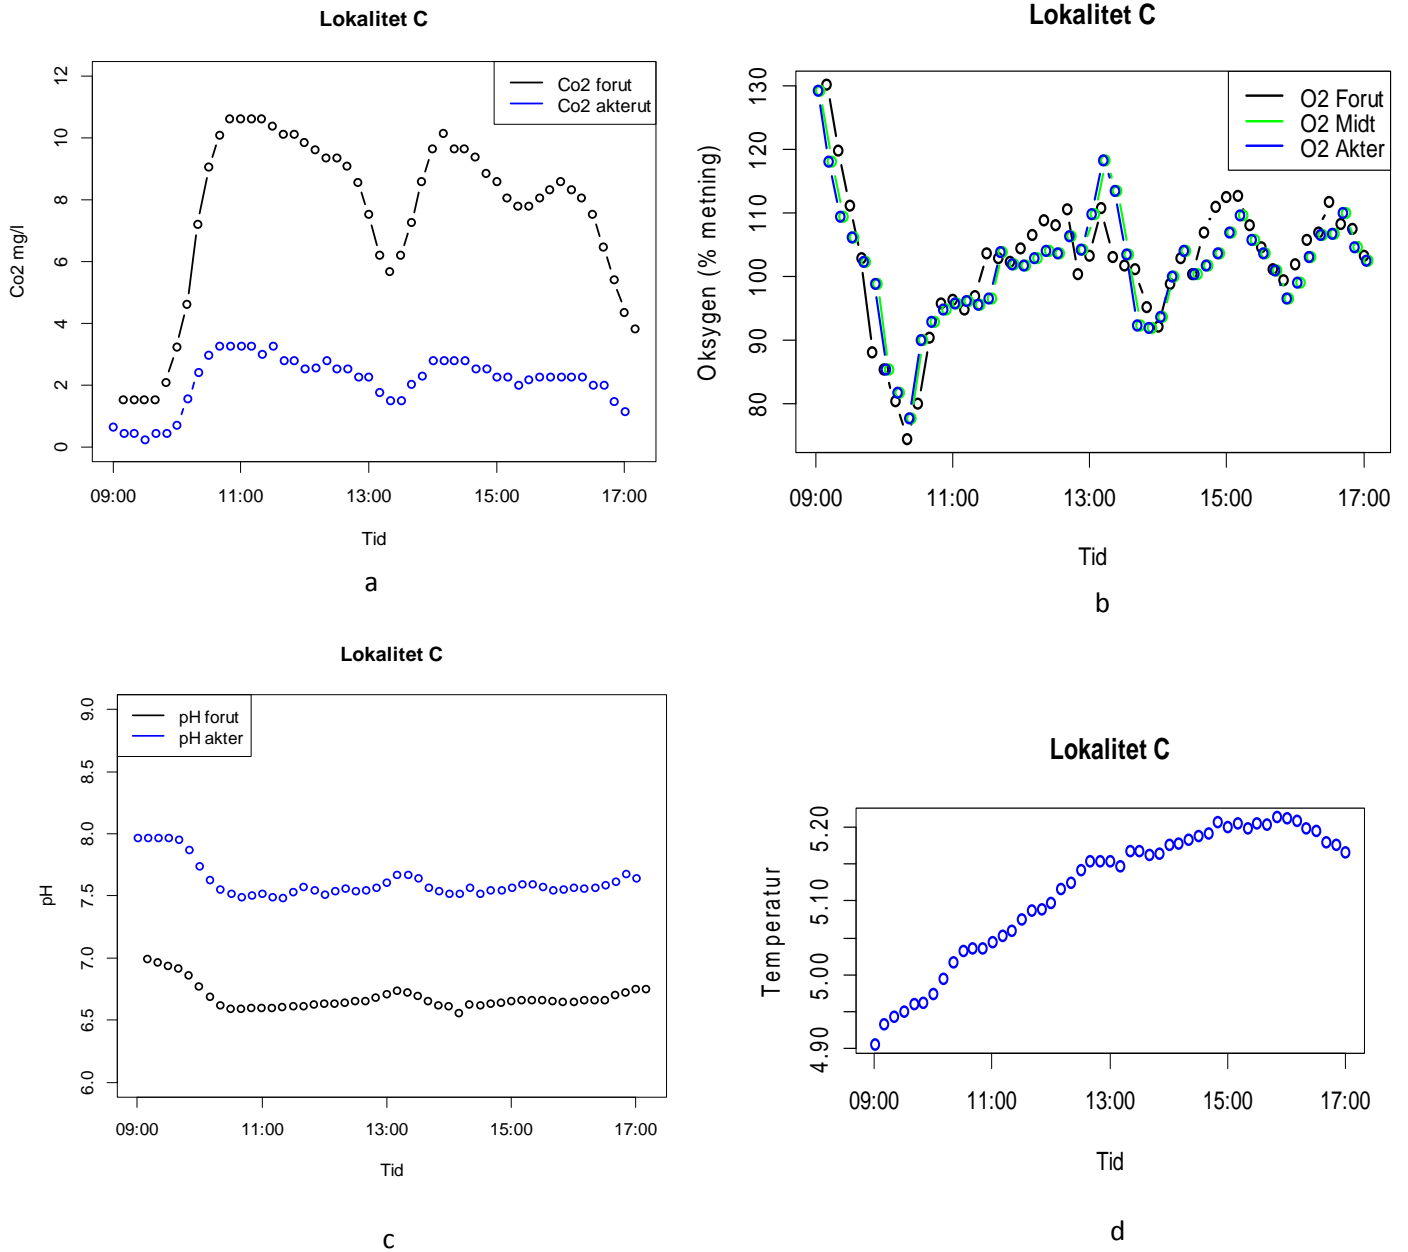 Lokalitet C
Co2 forut
Co2 akterut
Co2 mg/l
12
10
8
6
4
2
0
09:00 11:00 13:00 15:00 17:00
Tid
a
Lokalitet C
O2 Forut
O2 Midt
O2 Akter
Oksygen (% metning)
130
120
110
100
90
80
09:00 11:00 13:00 15:00 17:00
Tid
b
Lokalitet C
pH forut
pH akter
pH
9.0
8.5
8.0
7.5
7.0
6.5
6.0
09:00 11:00 13:00 15:00 17:00
Tid
c
Lokalitet C
Temperatur
5.20
5.10
5.00
4.90
09:00 11:00 13:00 15:00 17:00
Tid
d